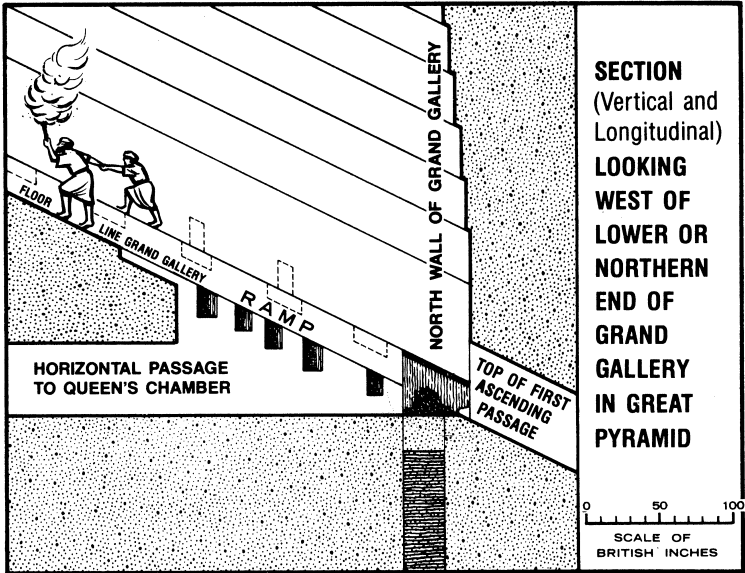 FLOOR
LINE GRAND GALLERY
RAMP
NORTH WALL OF GRAND GALLERY
HORIZONTAL PASSAGE
TO QUEEN'S CHAMBER
TOP OF FIRST
ASCENDING
PASSAGE
SECTION
(Vertical and
Longitudinal)
LOOKING
WEST OF
LOWER OR
NORTHERN
END OF
GRAND
GALLERY
IN GREAT
PYRAMID
0 50 100
SCALE OF
BRITISH INCHES